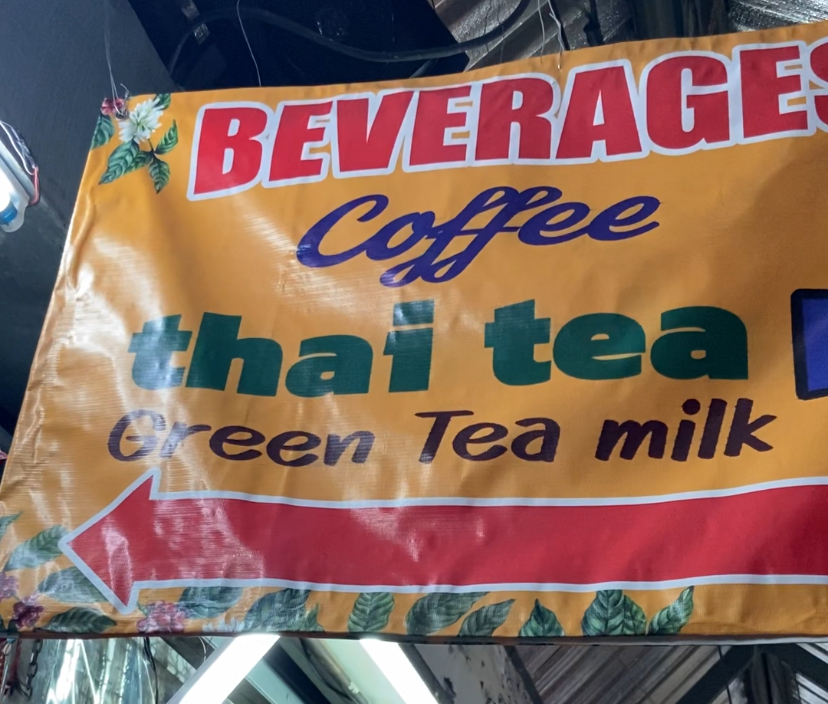 BEVERAGES
Coffee
thai tea
Green Tea milk